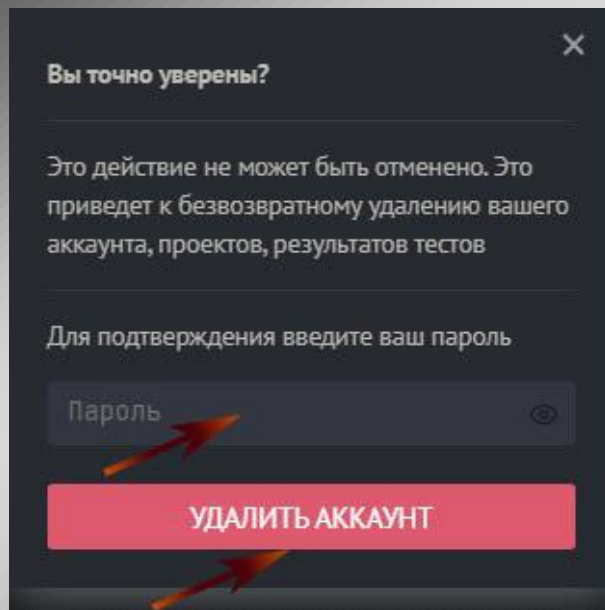 Вы точно уверены?
Это действие не может быть отменено. Это
приведет к безвозвратному удалению вашего
аккаунта, проектов, результатов тестов
Для подтверждения введите ваш пароль
Пароль
УДАЛИТЬ АККАУНТ